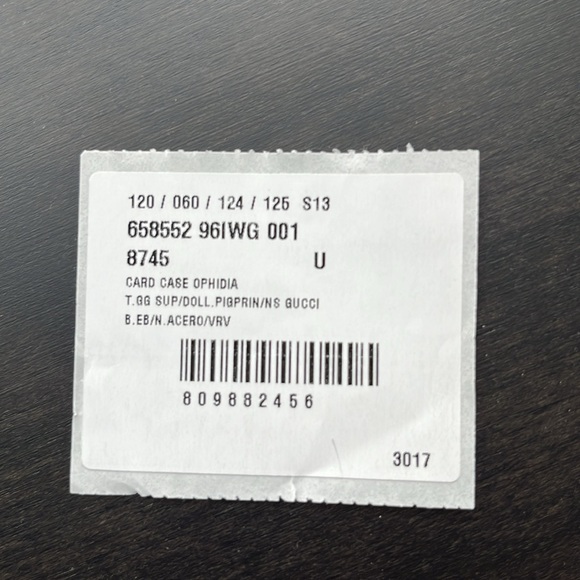 120 / 060 / 124 / 125 S13
658552 96IWG 001
8745 U
CARD CASE OPHIDIA
T.GG SUP/DOLL.PIGPRIN/NS GUCCI
B.EB/N.ACERO/VRV
809882456
3017